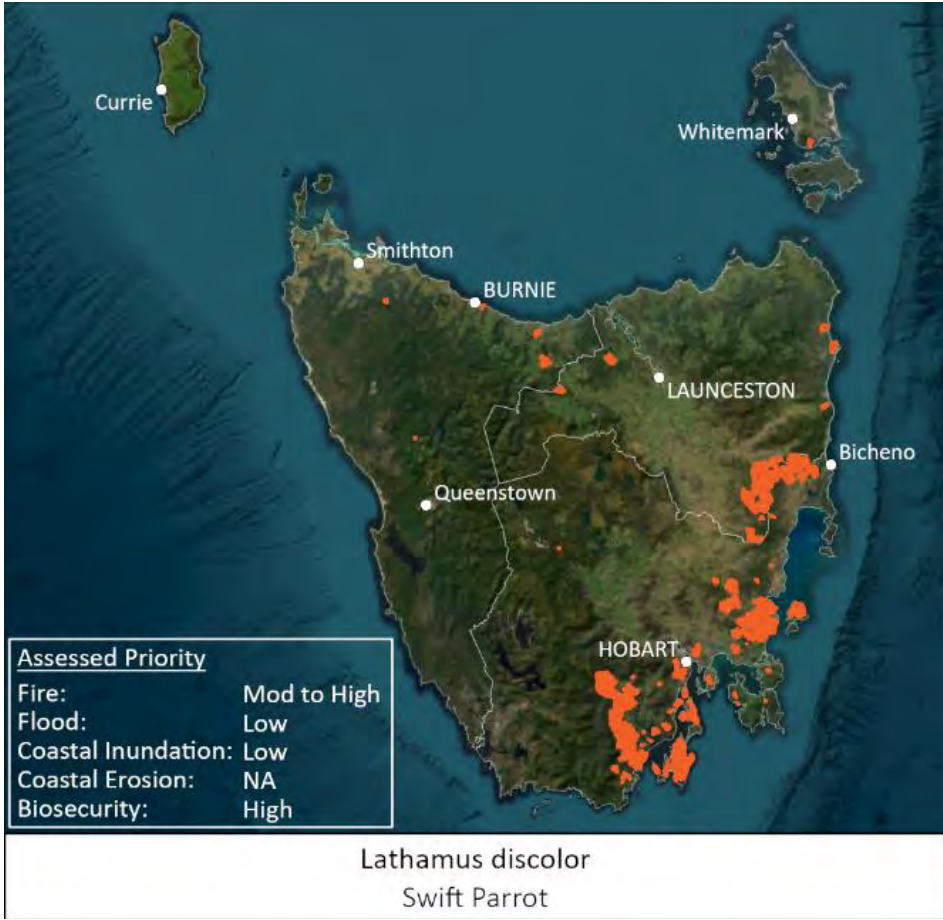 Currie
Whitemark
Smithton
BURNIE
LAUNCESTON
Bicheno
Queenstown
HOBART
Assessed Priority
Fire: Mod to High
Flood: Low
Coastal Inundation: Low
Coastal Erosion: NA
Biosecurity: High
Lathamus discolor
Swift Parrot